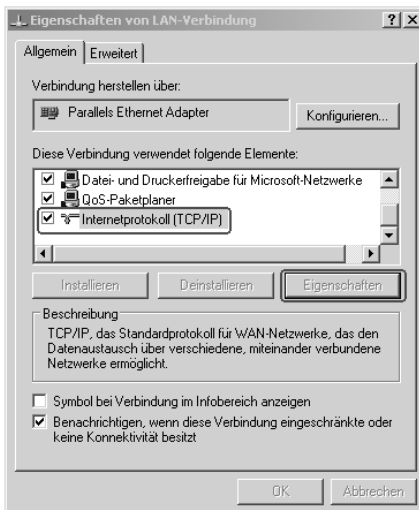 Eigenschaften von LAN-Verbindung
Allgemein Erweitert
Verbindung herstellen über:
Parallels Ethernet Adapter Konfigurieren...
Diese Verbindung verwendet folgende Elemente:
Datei- und Druckerfreigabe für Microsoft-Netzwerke
QoS-Paketplaner
Internetprotokoll (TCP/IP)
Installieren Deinstallieren Eigenschaften
Beschreibung
TCP/IP, das Standardprotokoll für WAN-Netzwerke, das den
Datenaustausch über verschiedene, miteinander verbundene
Netzwerke ermöglicht.
Symbol bei Verbindung im Infobereich anzeigen
Benachrichtigen, wenn diese Verbindung eingeschränkte oder
keine Konnektivität besitzt
OK Abbrechen